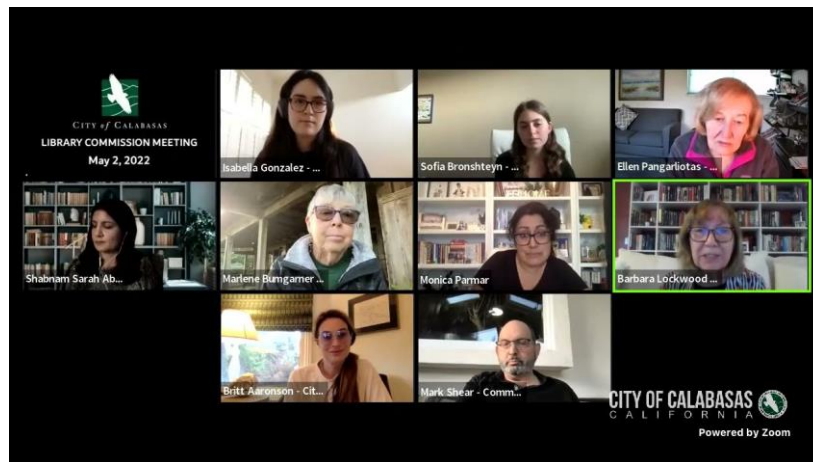 CITY of CALABASAS
LIBRARY COMMISSION MEETING
May 2, 2022
Isabella Gonzalez - ...
Sofia Bronshteyn - ...
Ellen Pangarliotas - ...
Shabnam Sarah Ab...
Marlene Bumgarner ...
Monica Parmar
Barbara Lockwood ...
Britt Aaronson - Cit...
Mark Shear - Comm...
CITY OF CALABASAS
CALIFORNIA
Powered by Zoom